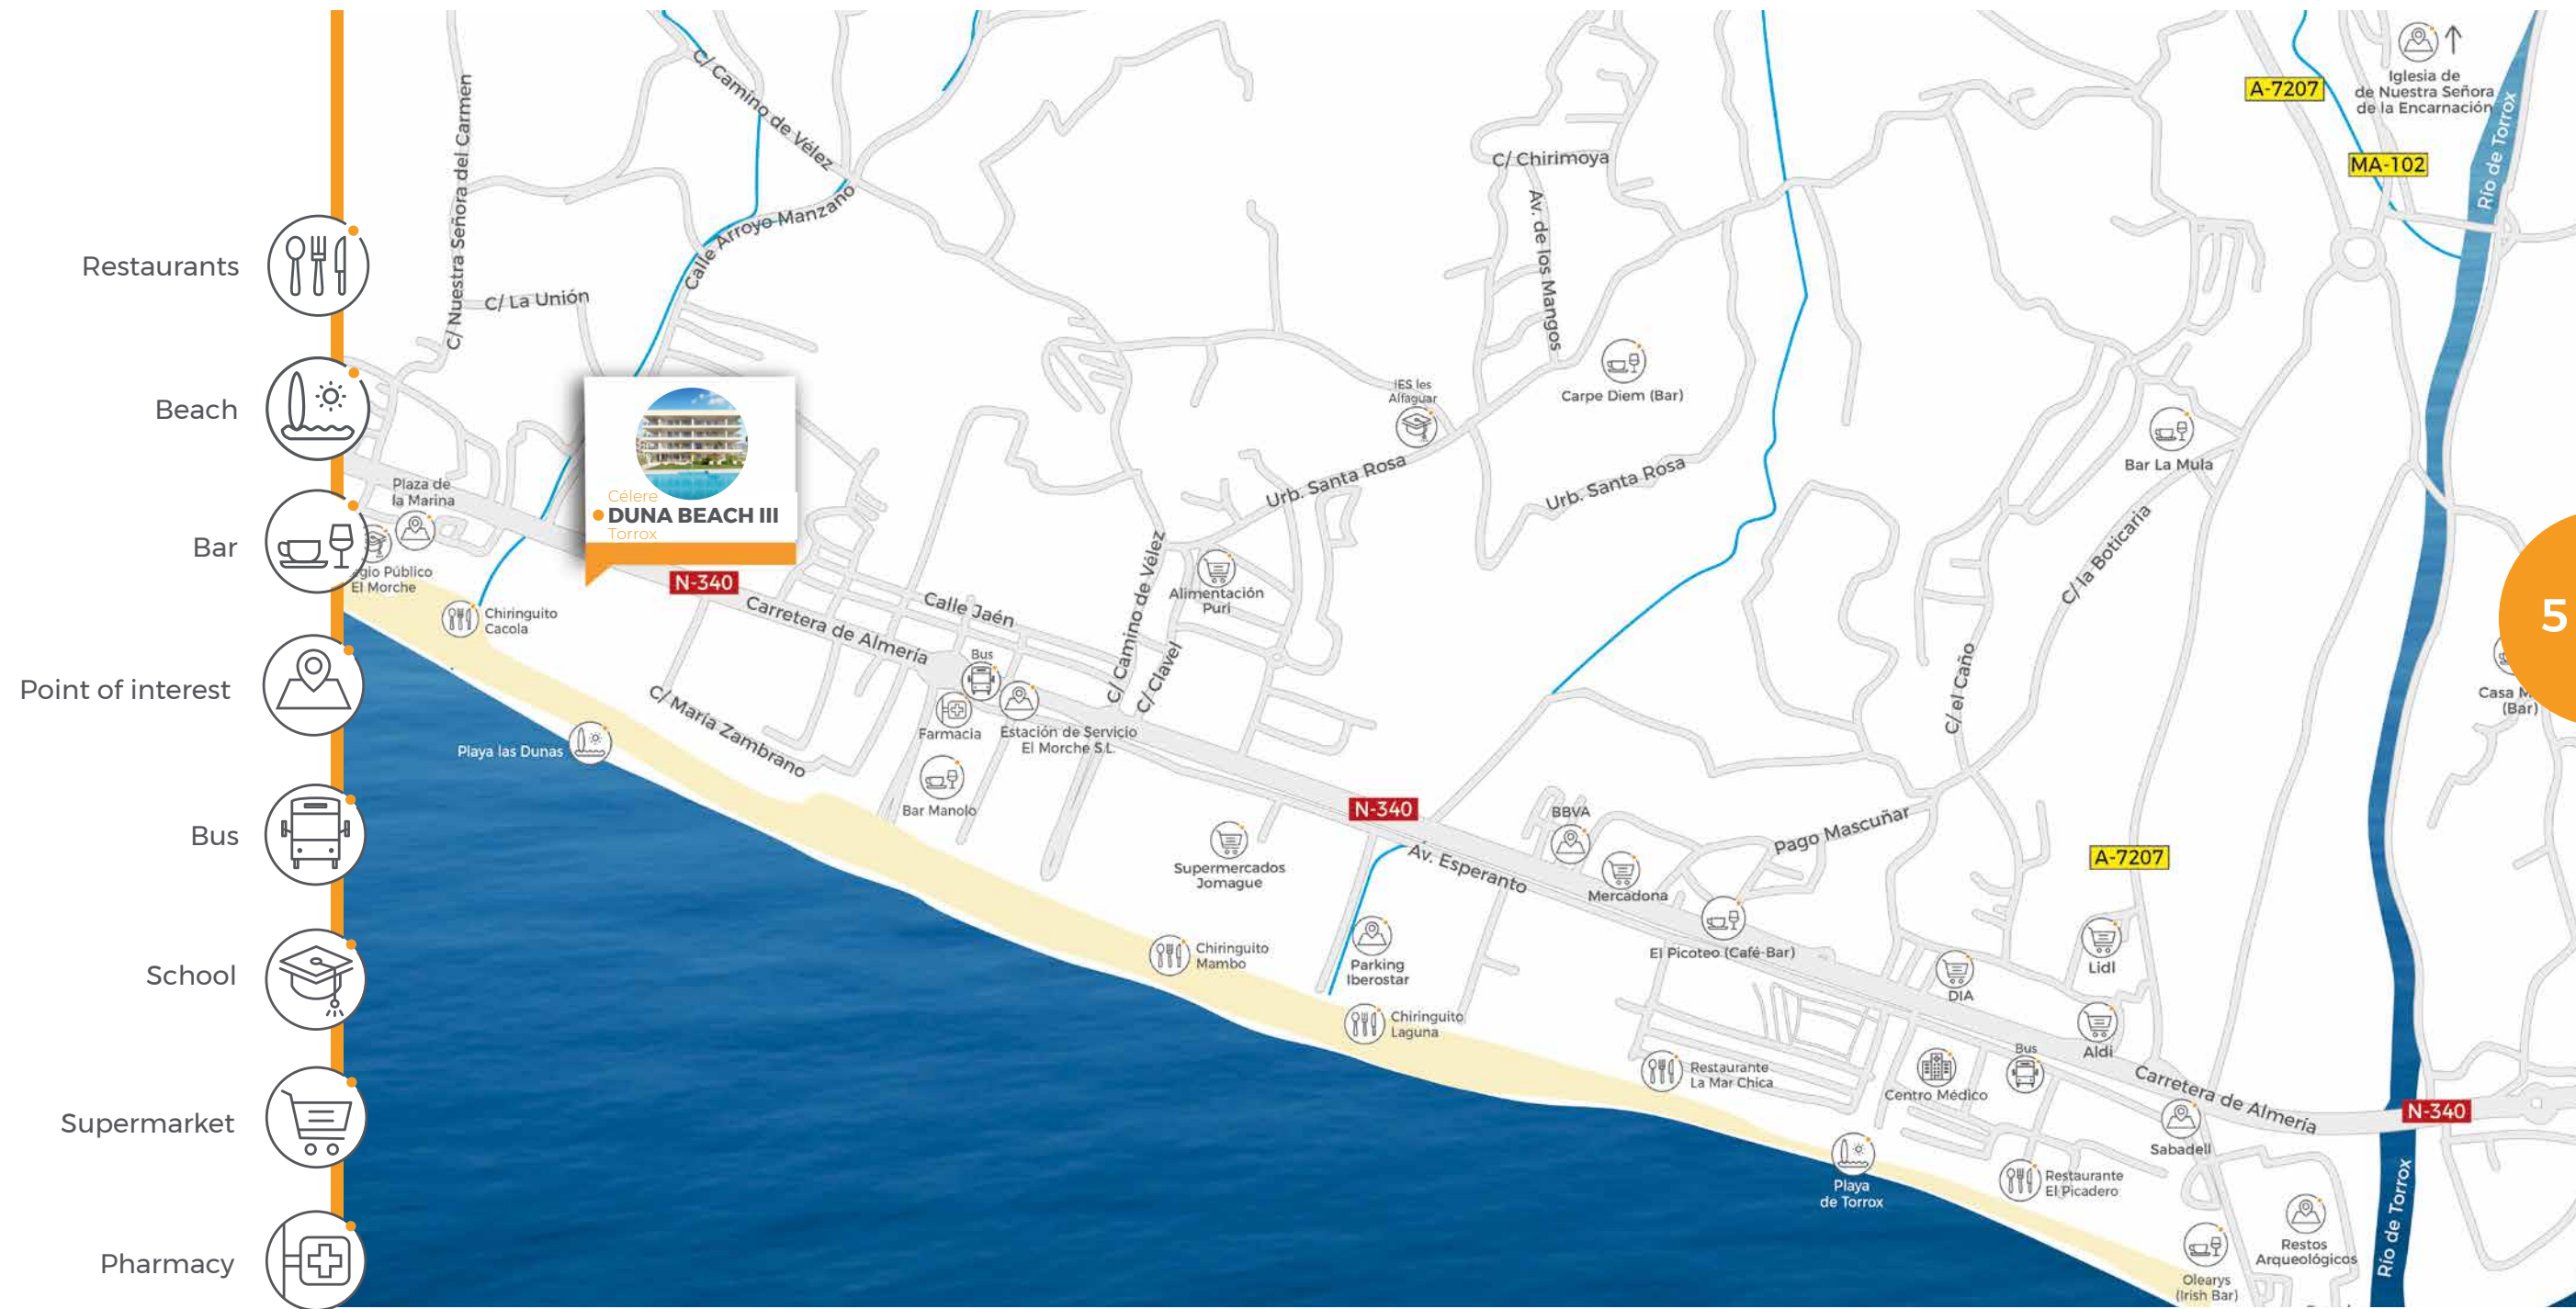 Restaurants
Beach
Bar
Point of interest
Bus
School
Supermarket
Pharmacy
C/ Nuestra Señora del Carmen
C/ Camino de Vélez
Calle Arroyo Manzano
C/ La Unión
Célere
DUNA BEACH III
Torrox
Plaza de
la Marina
Público
El Morche
Chiringuito
Cacola
N-340
Carretera de Almería
Calle Jaén
C/ María Zambrano
Playa las Dunas
Bus
Farmacia
Estación de Servicio
El Morche S.L.
Bar Manolo
C/ Camino de Vélez
C/ Clavel
Alimentación
Puri
Urb. Santa Rosa
IES les
Alfaguar
C/ Chirimoya
Av. de los Mangos
Carpe Diem (Bar)
Urb. Santa Rosa
Supermercados
Jomague
Chiringuito
Mambo
N-340
Av. Esperanto
Parking
Iberostar
Chiringuito
Laguna
BBVA
Mercadona
El Picoteo (Café-Bar)
Pago Mascuñar
Restaurante
La Mar Chica
C/ el Caño
C/ la Boticaria
Bar La Mula
A-7207
MA-102
Iglesia de
de Nuestra Señora
de la Encarnación
Río de Torrox
5
Casa
(Bar)
A-7207
Lidl
DIA
Aldi
Centro Médico
Bus
Carretera de Almería
N-340
Sabadell
Playa
de Torrox
Restaurante
El Picadero
Restos
Arqueológicos
Olearys
(Irish Bar)
Río de Torrox